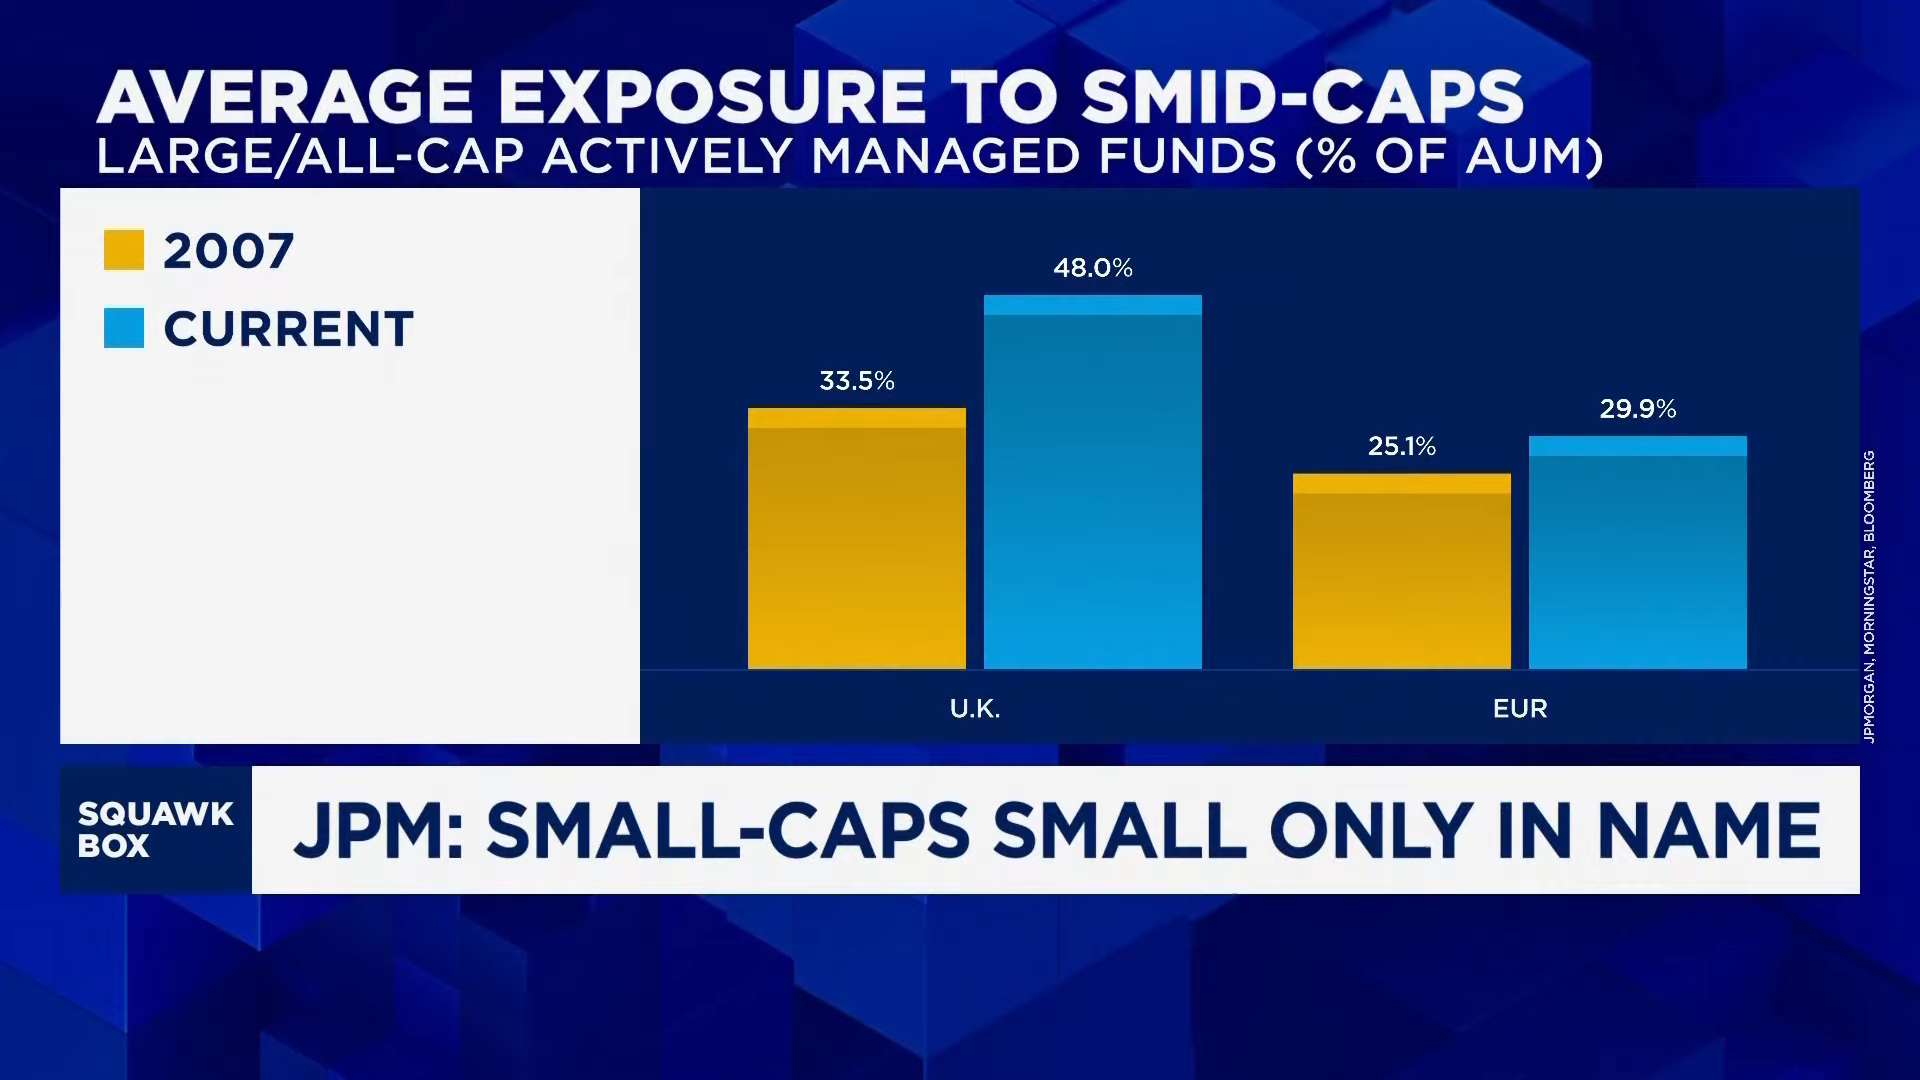 AVERAGE EXPOSURE TO SMID-CAPS
LARGE/ALL-CAP ACTIVELY MANAGED FUNDS (% OF AUM)
2007
CURRENT
33.5%
48.0%
25.1%
29.9%
U.K.
EUR
JPMORGAN, MORNINGSTAR, BLOOMBERG
SQUAWK
BOX
JPM: SMALL-CAPS SMALL ONLY IN NAME